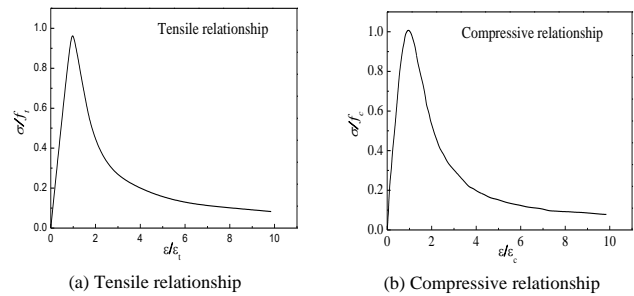 Tensile relationship
1.0
0.8
0.6
0.4
0.2
0.0
0 2 4 6 8 10
σ/fₜ
ε/εₜ
(a) Tensile relationship
Compressive relationship
1.0
0.8
0.6
0.4
0.2
0.0
0 2 4 6 8 10
σ/f_c
ε/ε_c
(b) Compressive relationship